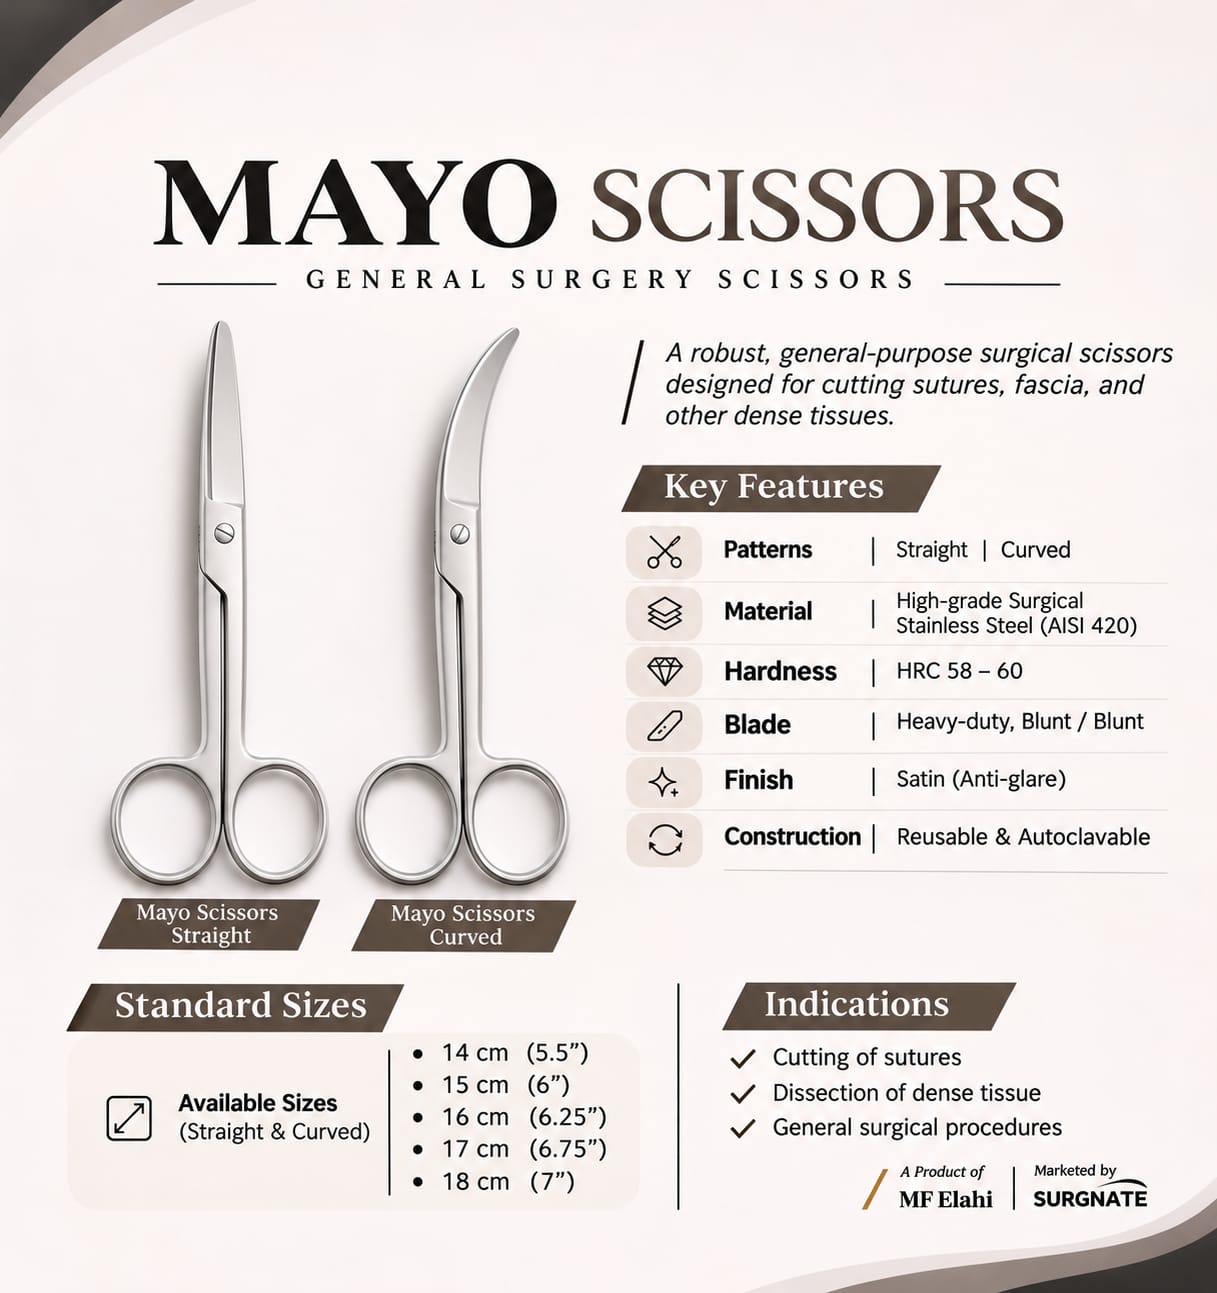 MAYO SCISSORS
GENERAL SURGERY SCISSORS
A robust, general-purpose surgical scissors
designed for cutting sutures, fascia, and
other dense tissues.
Key Features
Patterns | Straight | Curved
Material | High-grade Surgical
Stainless Steel (AISI 420)
Hardness | HRC 58 – 60
Blade | Heavy-duty, Blunt / Blunt
Finish | Satin (Anti-glare)
Construction | Reusable & Autoclavable
Mayo Scissors
Straight
Mayo Scissors
Curved
Standard Sizes
Available Sizes
(Straight & Curved)
• 14 cm (5.5”)
• 15 cm (6”)
• 16 cm (6.25”)
• 17 cm (6.75”)
• 18 cm (7”)
Indications
✓ Cutting of sutures
✓ Dissection of dense tissue
✓ General surgical procedures
A Product of
MF Elahi
Marketed by
SURGNATE